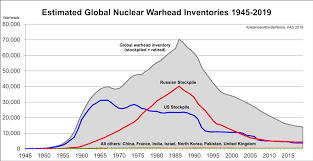 Estimated Global Nuclear Warhead Inventories 1945-2019
Warheads
Kristensen/Korda/Norris, FAS 2019
80,000
70,000
60,000
50,000
40,000
30,000
20,000
10,000
0
Global warhead inventory
(stockpiled + retired)
Russian Stockpile
US Stockpile
All others: China, France, India, Israel, North Korea, Pakistan, United Kingdom
1945 1950 1955 1960 1965 1970 1975 1980 1985 1990 1995 2000 2005 2010 2015